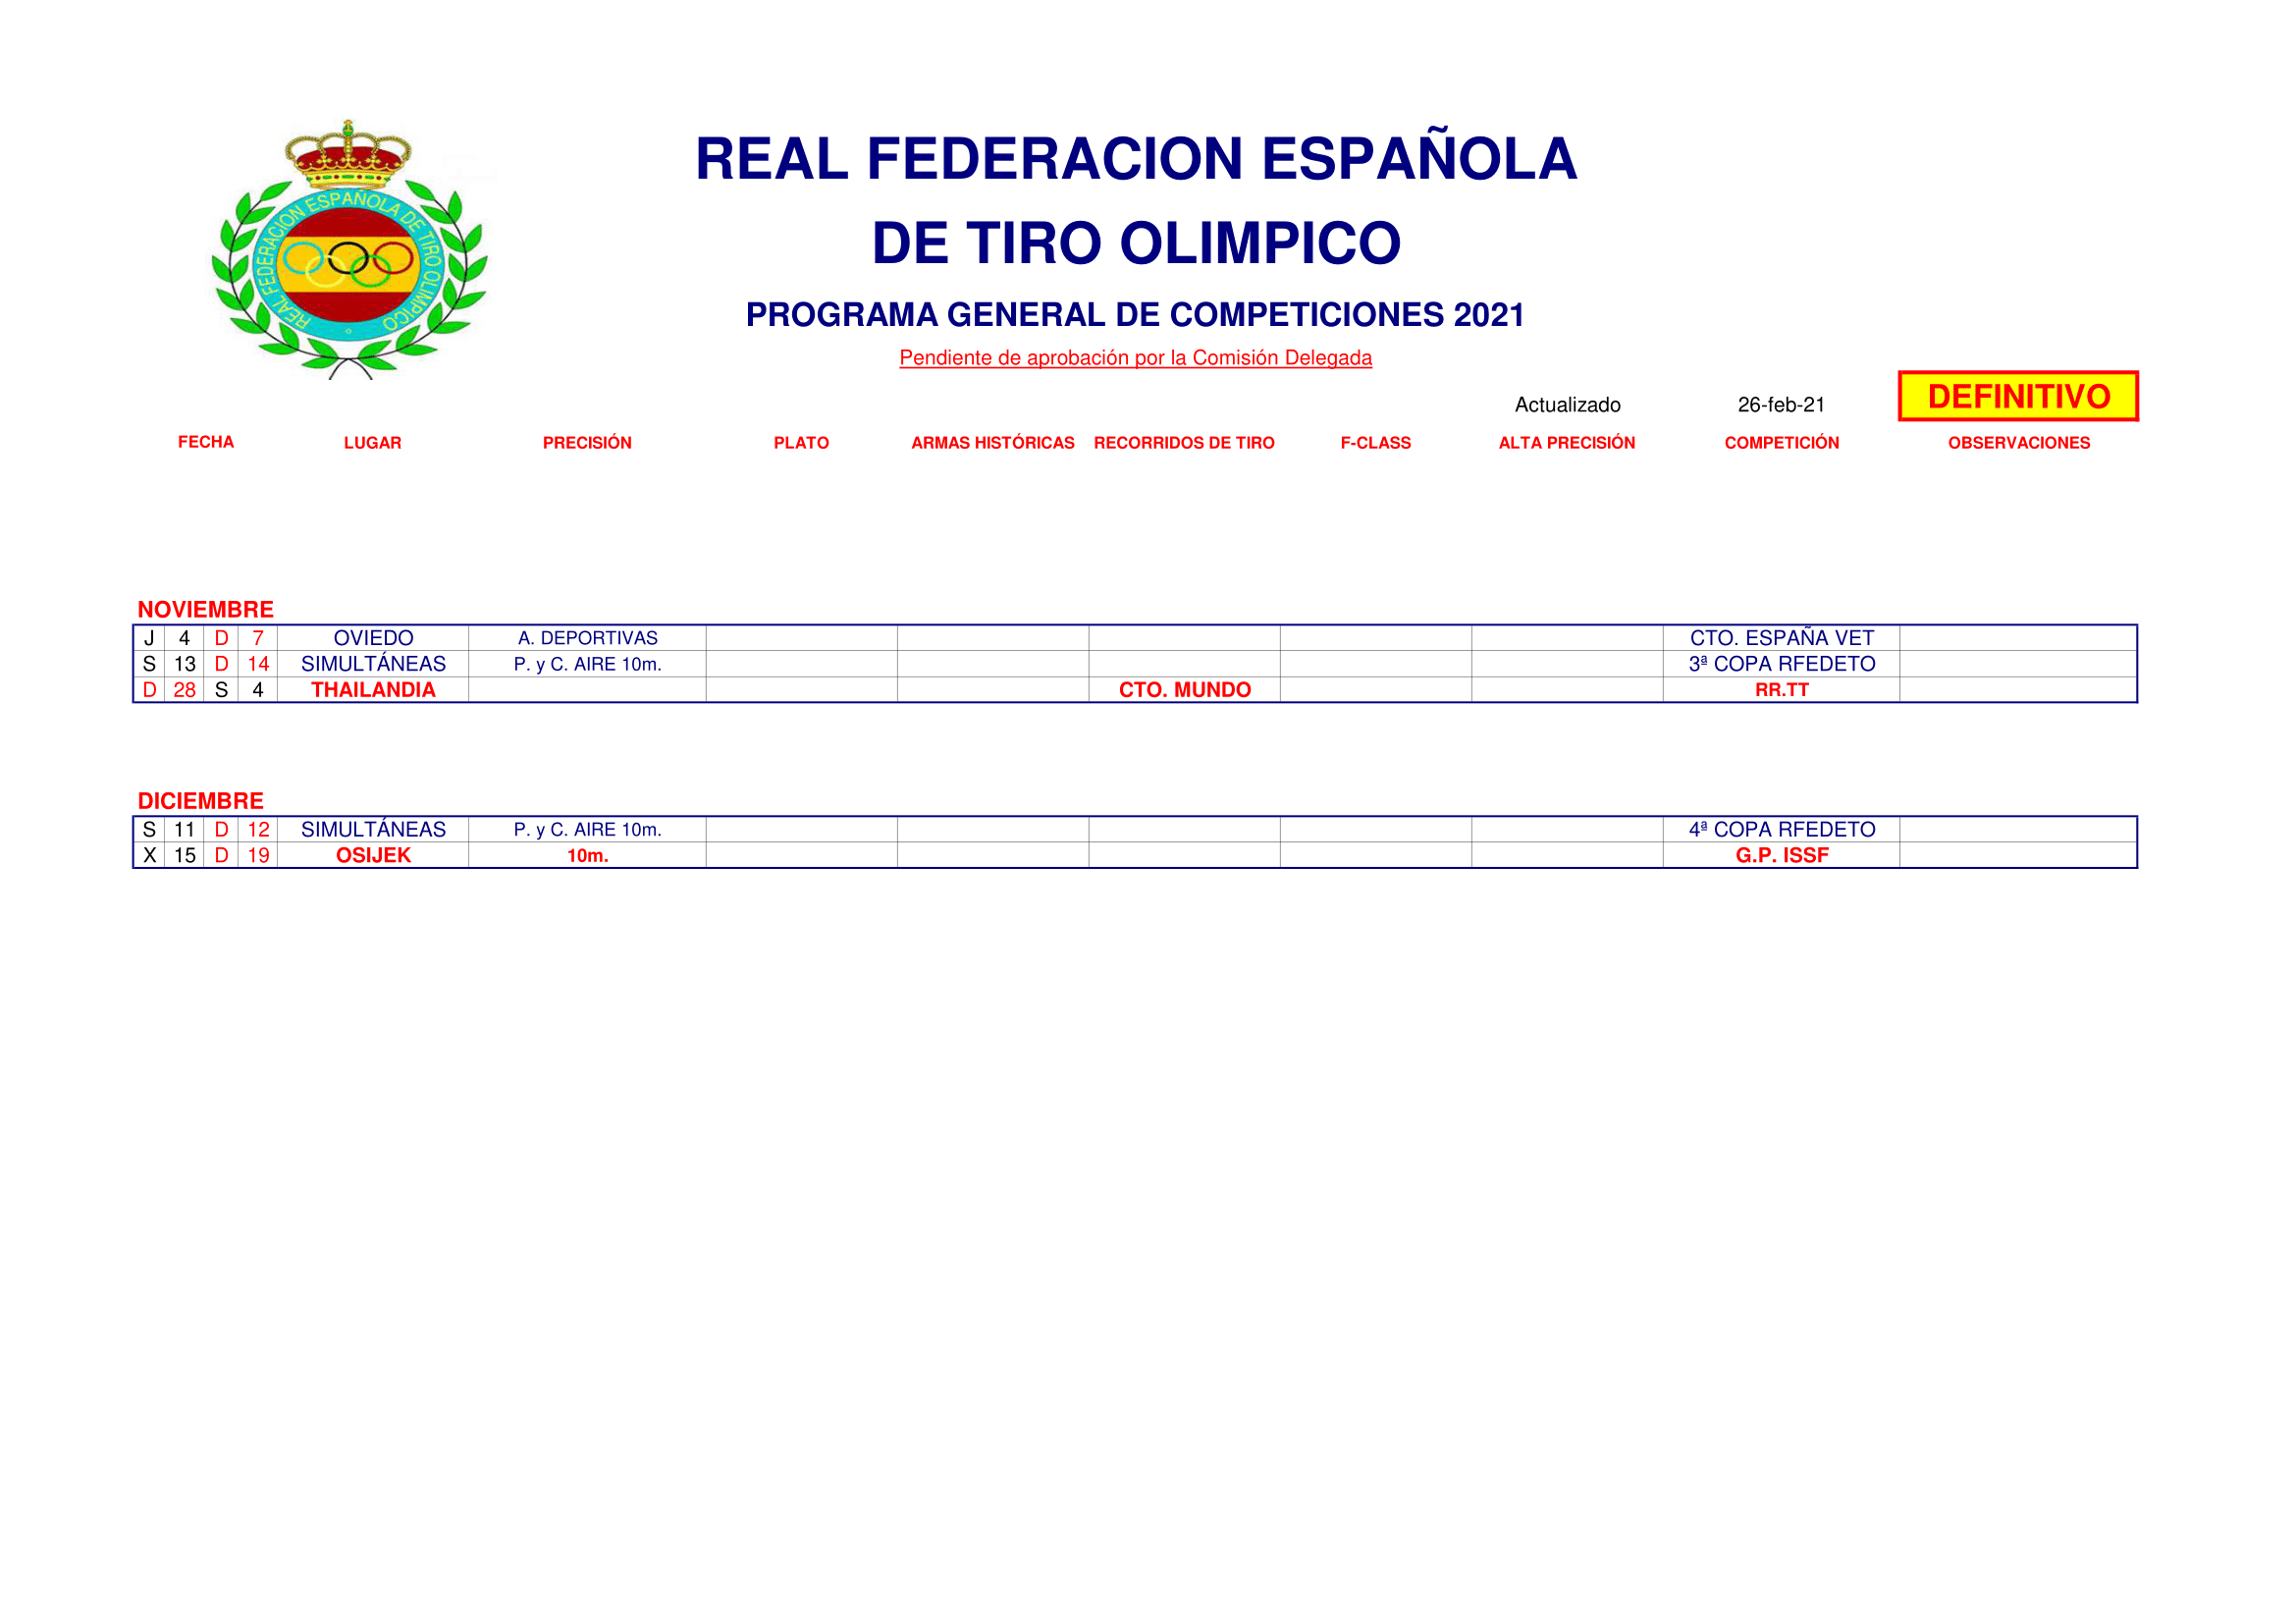 REAL FEDERACION ESPAÑOLA DE TIRO OLIMPICO
REAL FEDERACION ESPAÑOLA
DE TIRO OLIMPICO
PROGRAMA GENERAL DE COMPETICIONES 2021
Pendiente de aprobación por la Comisión Delegada
Actualizado 26-feb-21 DEFINITIVO
FECHA LUGAR PRECISIÓN PLATO ARMAS HISTÓRICAS RECORRIDOS DE TIRO F-CLASS ALTA PRECISIÓN COMPETICIÓN OBSERVACIONES
NOVIEMBRE
J 4 D 7 OVIEDO A. DEPORTIVAS CTO. ESPAÑA VET
S 13 D 14 SIMULTÁNEAS P. y C. AIRE 10m. 3ª COPA RFEDETO
D 28 S 4 THAILANDIA CTO. MUNDO RR.TT
DICIEMBRE
S 11 D 12 SIMULTÁNEAS P. y C. AIRE 10m. 4ª COPA RFEDETO
X 15 D 19 OSIJEK 10m. G.P. ISSF